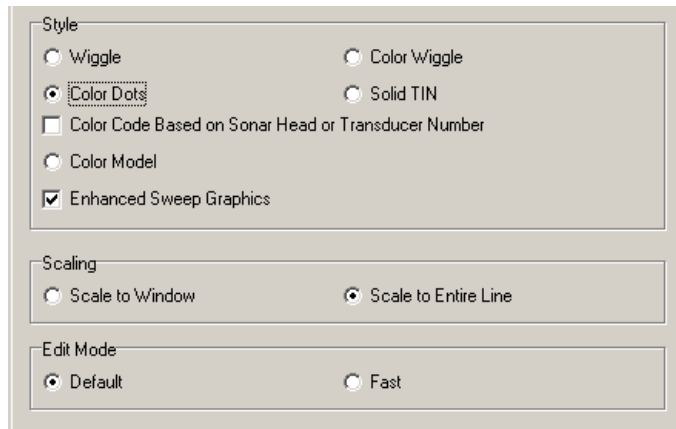 Style
Wiggle Color Wiggle
Color Dots Solid TIN
Color Code Based on Sonar Head or Transducer Number
Color Model
Enhanced Sweep Graphics
Scaling
Scale to Window Scale to Entire Line
Edit Mode
Default Fast